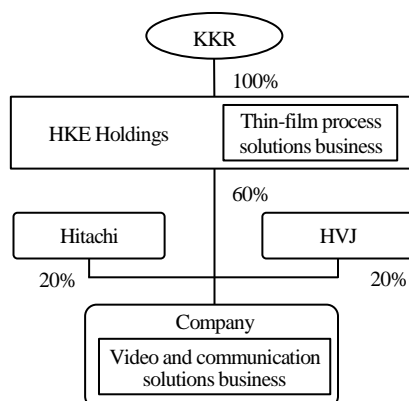 KKR
100%
HKE Holdings
Thin-film process
solutions business
60%
Hitachi
HVJ
20%
20%
Company
Video and communication
solutions business